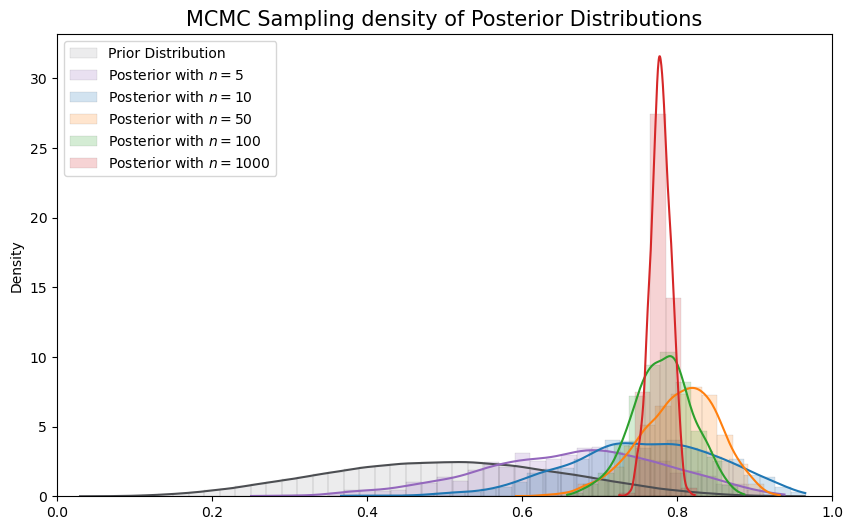 MCMC Sampling density of Posterior Distributions
Prior Distribution
Posterior with n = 5
Posterior with n = 10
Posterior with n = 50
Posterior with n = 100
Posterior with n = 1000
Density
30
25
20
15
10
5
0
0.0 0.2 0.4 0.6 0.8 1.0